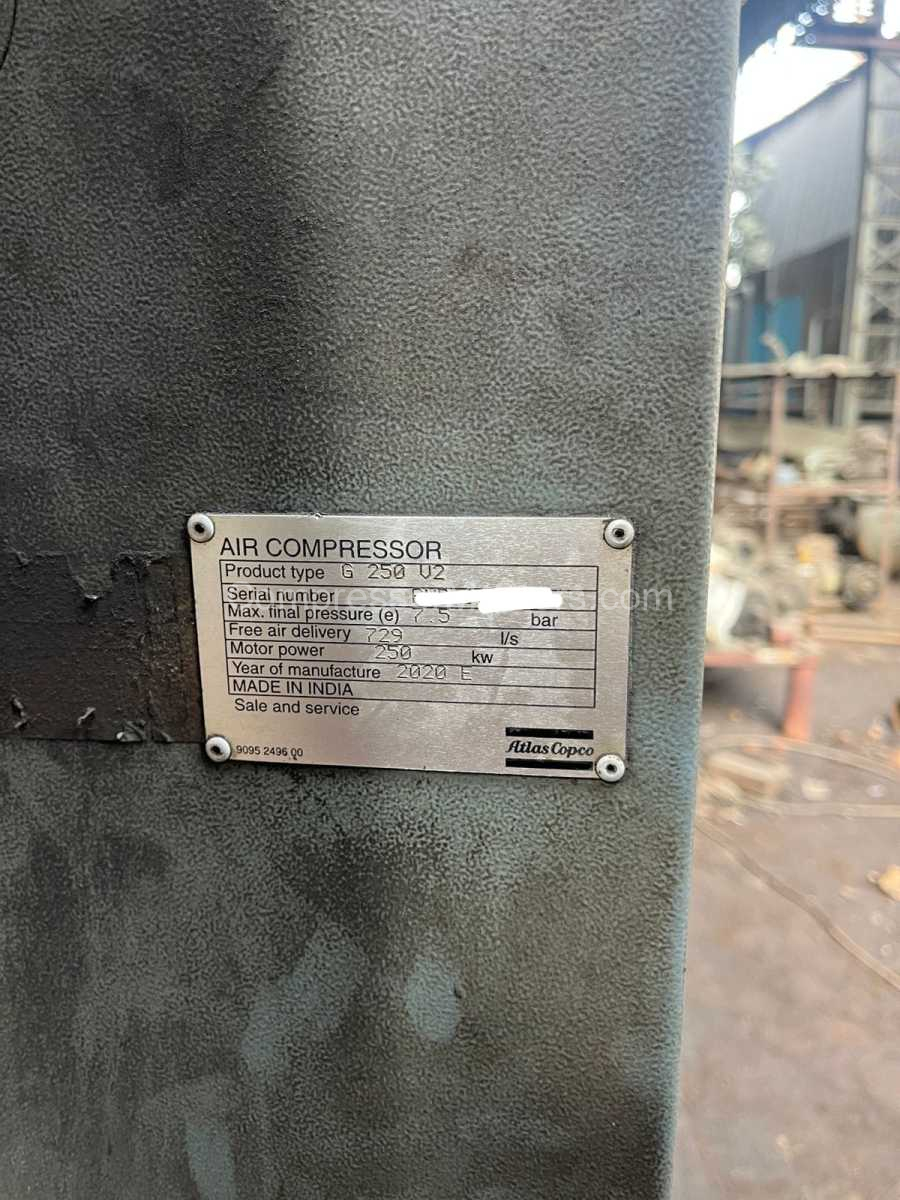 AIR COMPRESSOR
Product type G 250 V2
Serial number
Max. final pressure (e) 7.5 bar
Free air delivery 729 l/s
Motor power 250 kw
Year of manufacture 2020 E
MADE IN INDIA
Sale and service
9095 2496 00
Atlas Copco